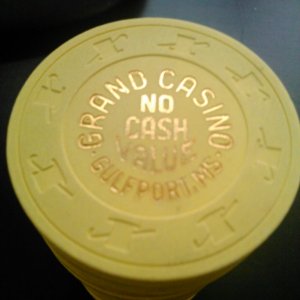 GRAND CASINO
NO
CASH
VALUE
GULFPORT, MS